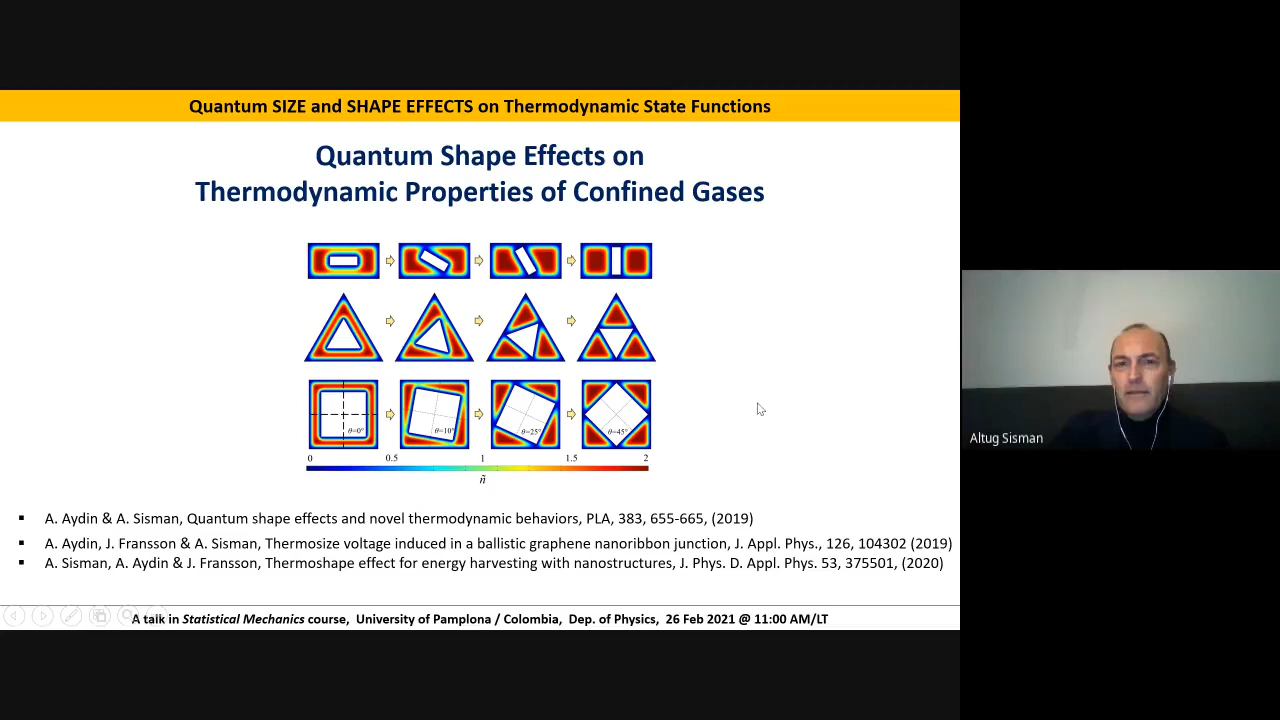 Quantum SIZE and SHAPE EFFECTS on Thermodynamic State Functions
Quantum Shape Effects on
Thermodynamic Properties of Confined Gases
θ=0° θ=10° θ=25° θ=45°
0 0.5 1 1.5 2
ñ
▪ A. Aydin & A. Sisman, Quantum shape effects and novel thermodynamic behaviors, PLA, 383, 655-665, (2019)
▪ A. Aydin, J. Fransson & A. Sisman, Thermosize voltage induced in a ballistic graphene nanoribbon junction, J. Appl. Phys., 126, 104302 (2019)
▪ A. Sisman, A. Aydin & J. Fransson, Thermoshape effect for energy harvesting with nanostructures, J. Phys. D. Appl. Phys. 53, 375501, (2020)
A talk in Statistical Mechanics course, University of Pamplona / Colombia, Dep. of Physics, 26 Feb 2021 @ 11:00 AM/LT
Altug Sisman